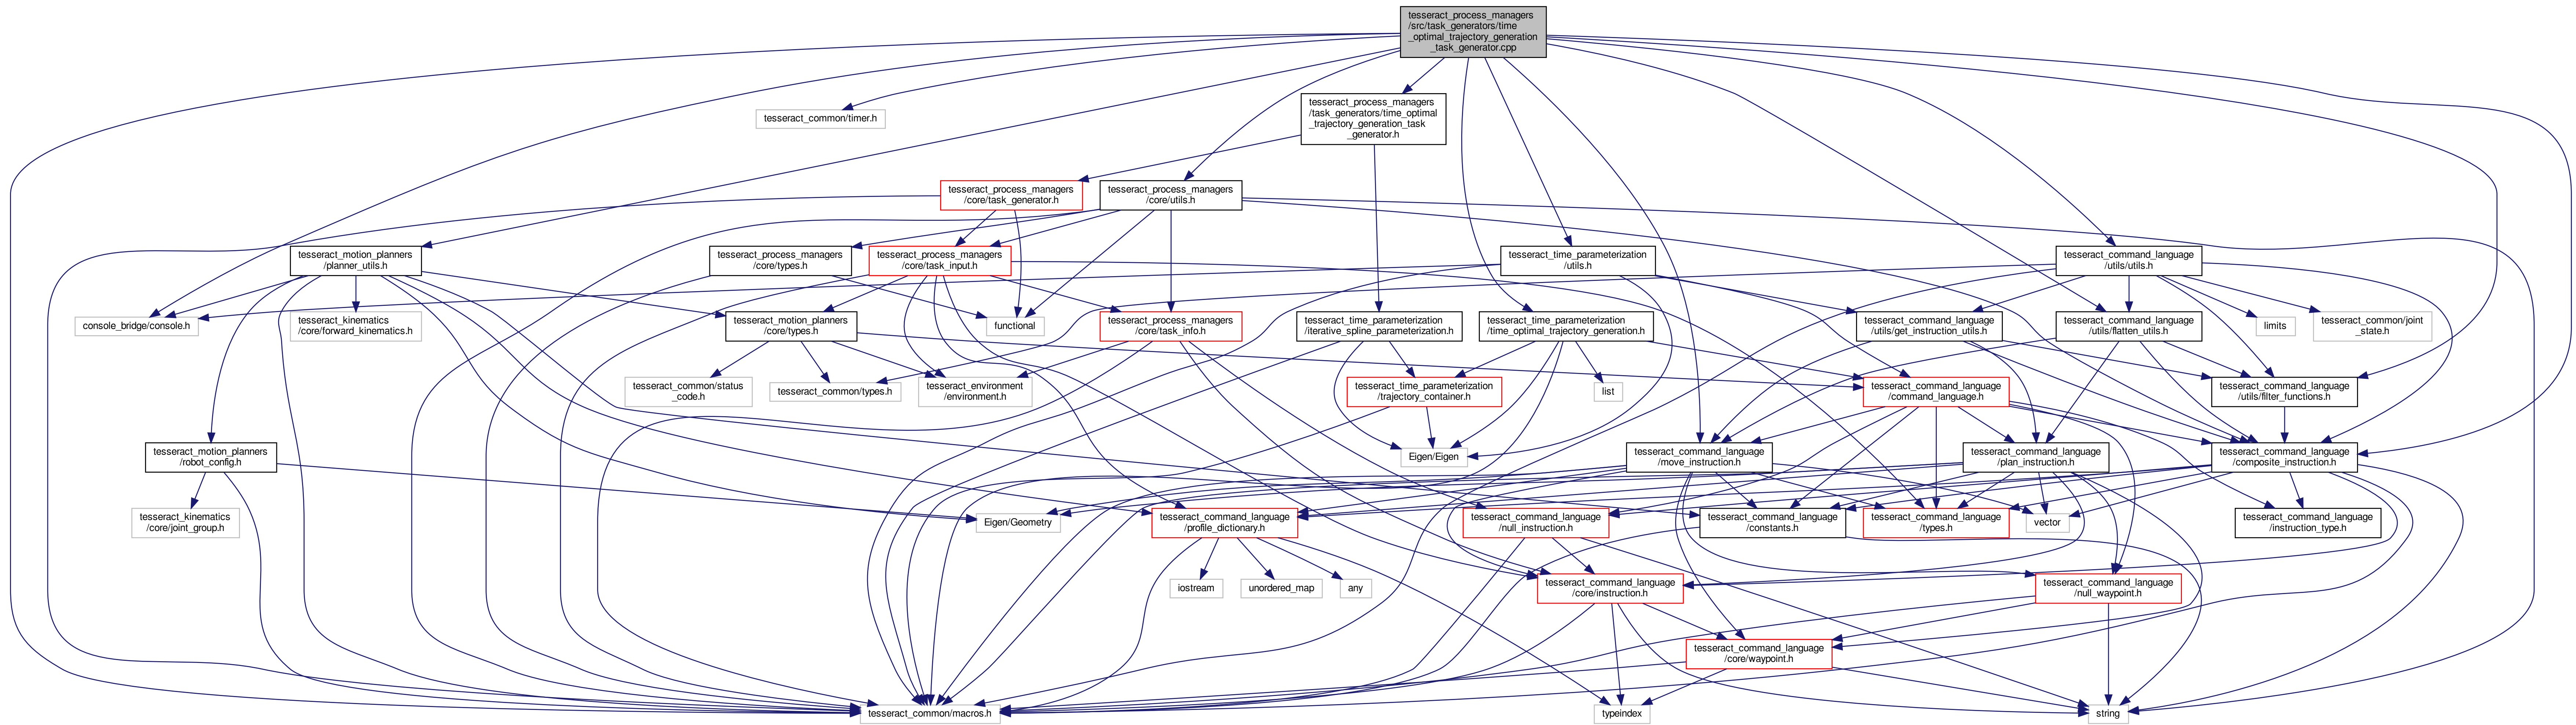 tesseract_process_managers
/src/task_generators/time
_optimal_trajectory_generation
_task_generator.cpp
tesseract_common/timer.h
tesseract_process_managers
/task_generators/time_optimal
_trajectory_generation_task
_generator.h
tesseract_process_managers
/core/task_generator.h
tesseract_process_managers
/core/utils.h
tesseract_motion_planners
/planner_utils.h
tesseract_process_managers
/core/types.h
tesseract_process_managers
/core/task_input.h
tesseract_time_parameterization
/utils.h
tesseract_command_language
/utils/utils.h
console_bridge/console.h
tesseract_kinematics
/core/forward_kinematics.h
tesseract_motion_planners
/core/types.h
functional
tesseract_process_managers
/core/task_info.h
tesseract_time_parameterization
/iterative_spline_parameterization.h
tesseract_time_parameterization
/time_optimal_trajectory_generation.h
tesseract_command_language
/utils/get_instruction_utils.h
tesseract_command_language
/utils/flatten_utils.h
limits
tesseract_common/joint
_state.h
tesseract_common/status
_code.h
tesseract_common/types.h
tesseract_environment
/environment.h
tesseract_time_parameterization
/trajectory_container.h
list
tesseract_command_language
/command_language.h
tesseract_command_language
/utils/filter_functions.h
tesseract_motion_planners
/robot_config.h
Eigen/Eigen
tesseract_command_language
/move_instruction.h
tesseract_command_language
/plan_instruction.h
tesseract_command_language
/composite_instruction.h
tesseract_kinematics
/core/joint_group.h
Eigen/Geometry
tesseract_command_language
/profile_dictionary.h
tesseract_command_language
/null_instruction.h
tesseract_command_language
/constants.h
tesseract_command_language
/types.h
vector
tesseract_command_language
/instruction_type.h
iostream
unordered_map
any
tesseract_command_language
/core/instruction.h
tesseract_command_language
/null_waypoint.h
tesseract_command_language
/core/waypoint.h
tesseract_common/macros.h
typeindex
string